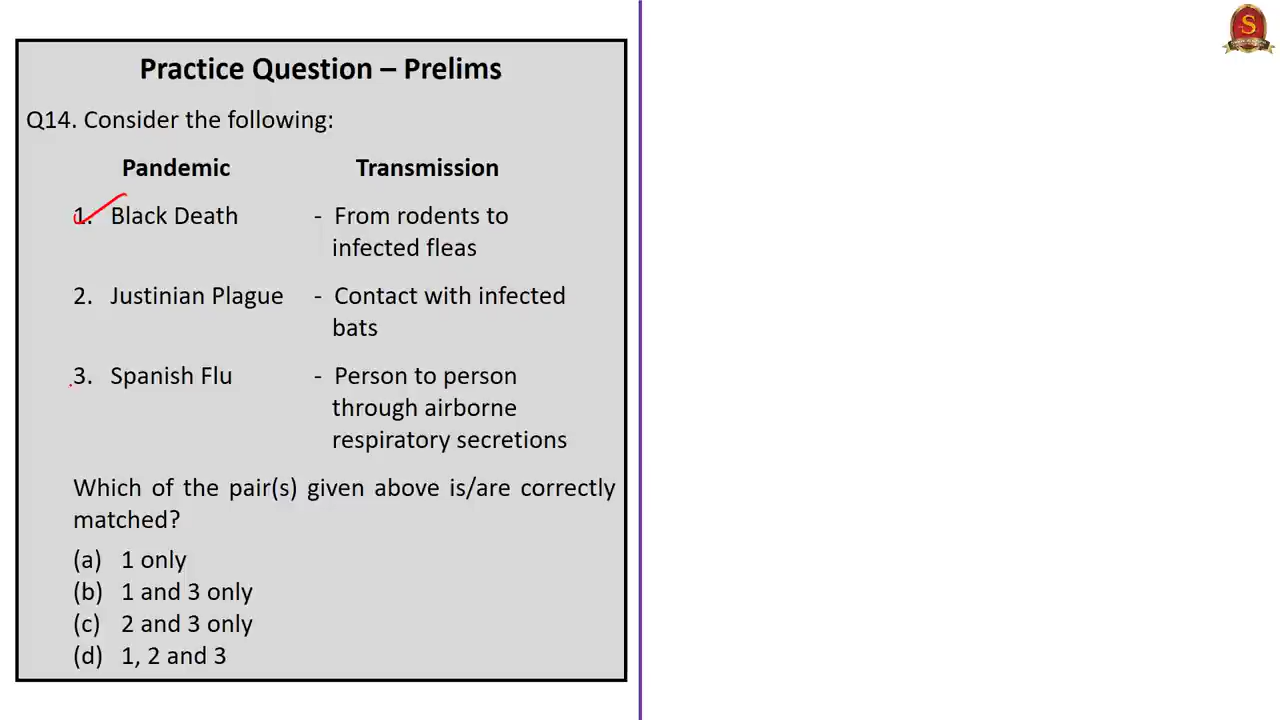 Practice Question – Prelims
Q14. Consider the following:
Pandemic Transmission
1. Black Death - From rodents to
infected fleas
2. Justinian Plague - Contact with infected
bats
3. Spanish Flu - Person to person
through airborne
respiratory secretions
Which of the pair(s) given above is/are correctly
matched?
(a) 1 only
(b) 1 and 3 only
(c) 2 and 3 only
(d) 1, 2 and 3
S